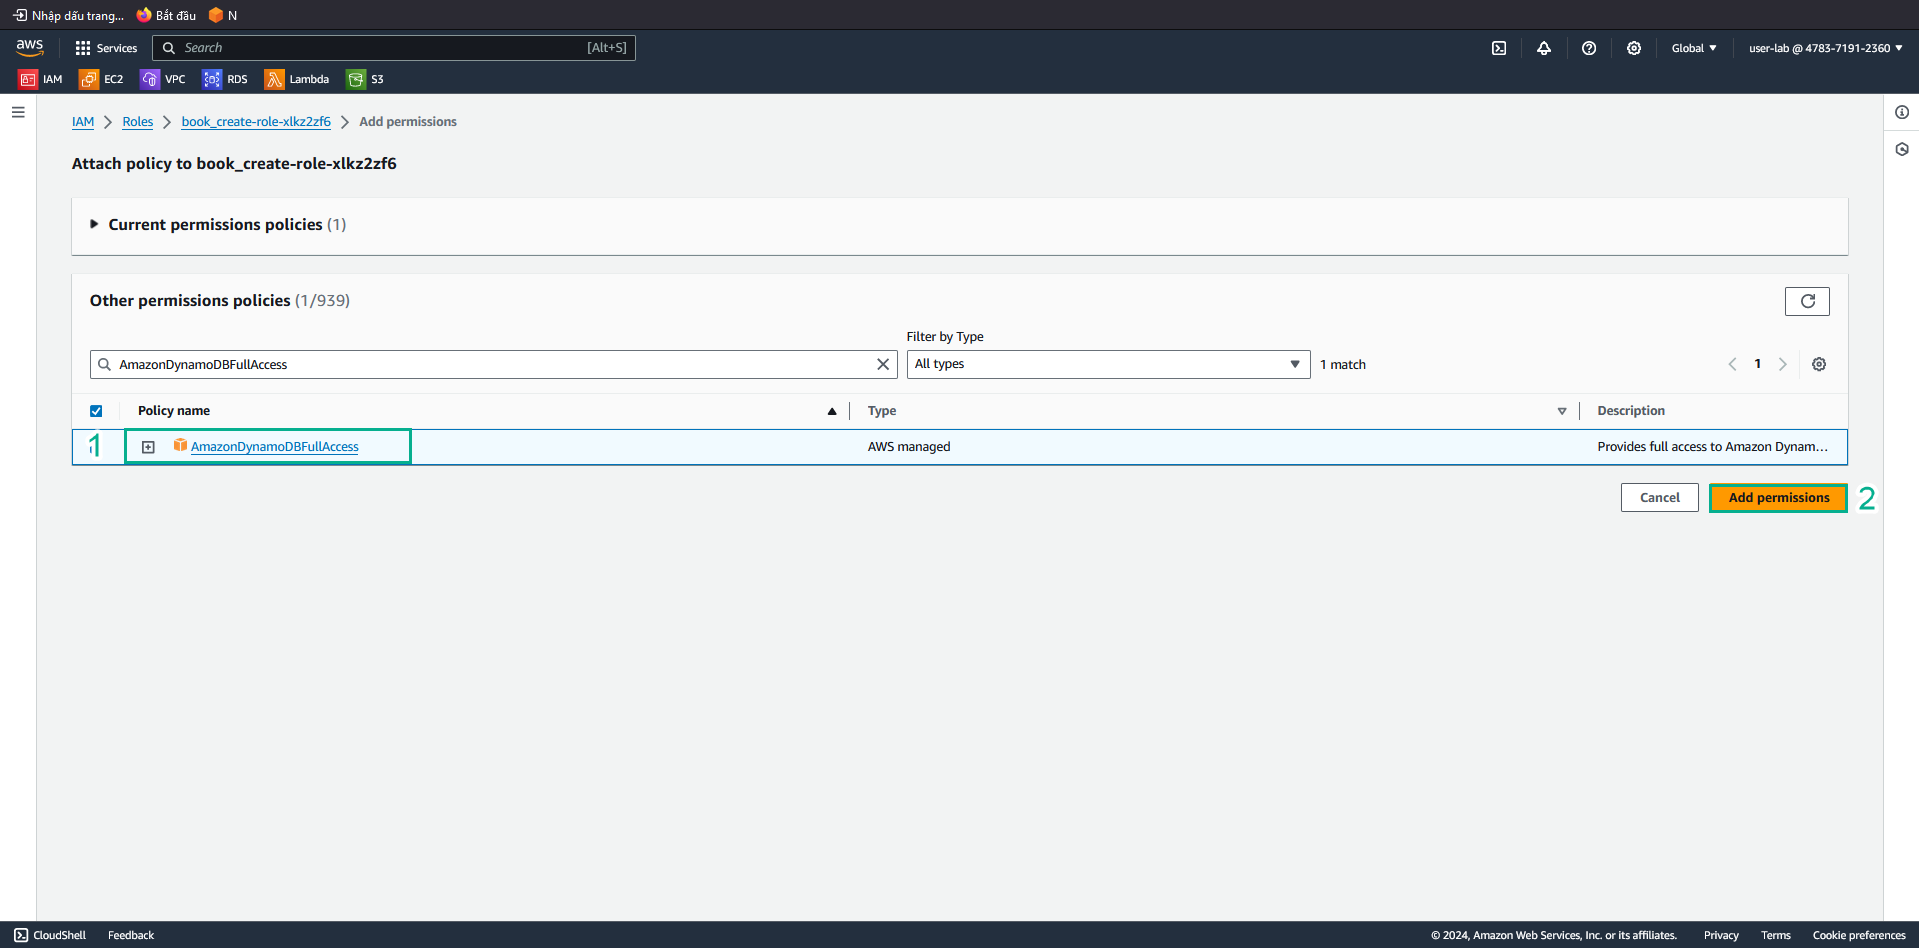 Nhập dấu trang... Bắt đầu N
aws Services Search [Alt+S] Global user-lab @ 4783-7191-2360
IAM EC2 VPC RDS Lambda S3
IAM Roles book_create-role-xlkz2zf6 Add permissions
Attach policy to book_create-role-xlkz2zf6
Current permissions policies (1)
Other permissions policies (1/939)
Filter by Type
AmazonDynamoDBFullAccess All types 1 match 1
Policy name Type Description
1 AmazonDynamoDBFullAccess AWS managed Provides full access to Amazon Dynam...
Cancel Add permissions 2
CloudShell Feedback © 2024, Amazon Web Services, Inc. or its affiliates. Privacy Terms Cookie preferences